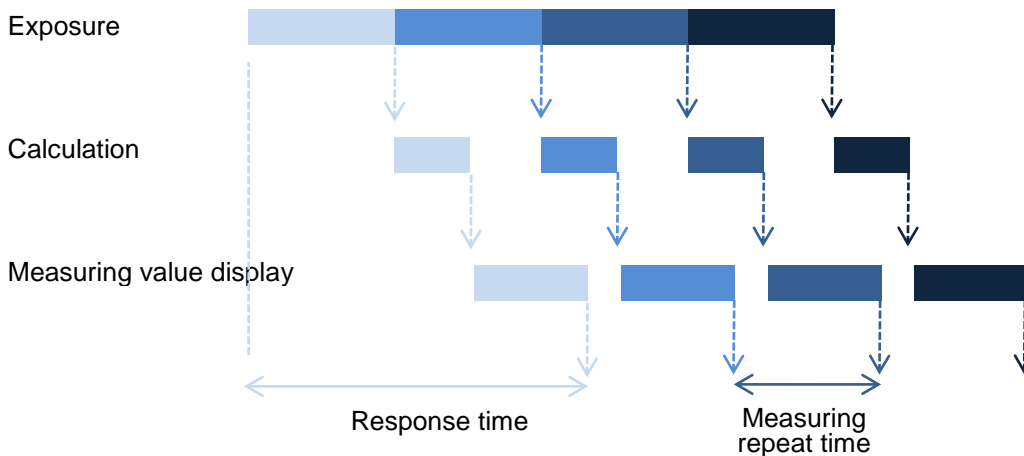 Exposure
Calculation
Measuring value display
Response time
Measuring
repeat time